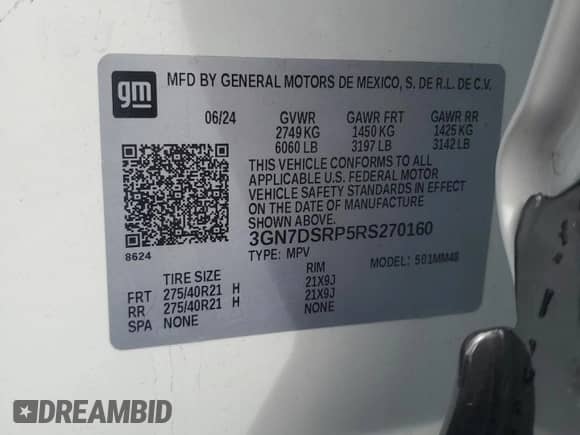 gm
MFD BY GENERAL MOTORS DE MEXICO, S. DE R.L. DE C.V.
06/24 GVWR GAWR FRT GAWR RR
2749 KG 1450 KG 1425 KG
6060 LB 3197 LB 3142 LB
THIS VEHICLE CONFORMS TO ALL
APPLICABLE U.S. FEDERAL MOTOR
VEHICLE SAFETY STANDARDS IN EFFECT
ON THE DATE OF MANUFACTURE
SHOWN ABOVE.
8624 3GN7DSRP5RS270160
TYPE: MPV MODEL: 501MM48
TIRE SIZE RIM
FRT 275/40R21 H 21X9J
RR 275/40R21 H 21X9J
SPA NONE NONE
DREAMBID